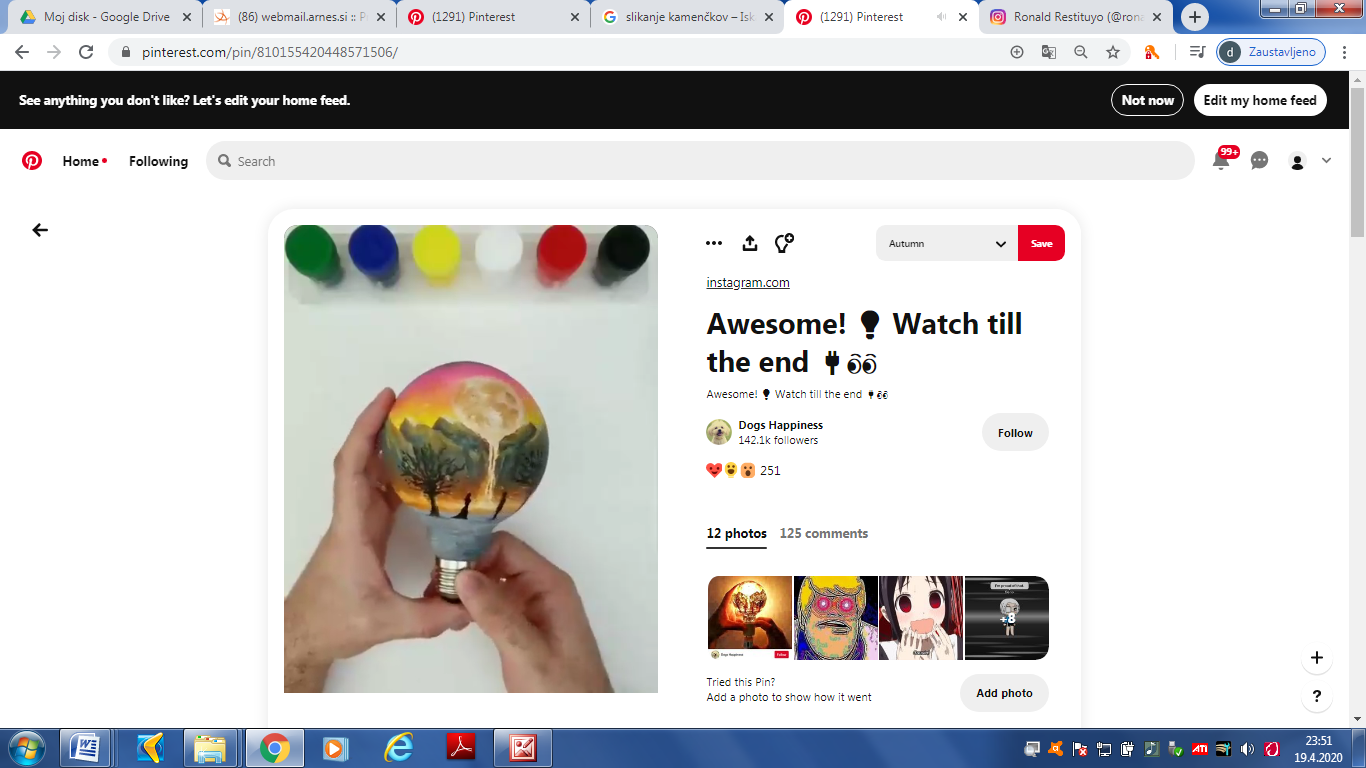 Moj disk - Google Drive
(86) webmail.arnes.si :: P
(1291) Pinterest
slikanje kamenčkov – Isk
(1291) Pinterest
Ronald Restituyo (@rona
pinterest.com/pin/810155420448571506/
d Zaustavljeno
See anything you don't like? Let's edit your home feed.
Not now
Edit my home feed
Home
Following
Search
99+
Autumn
Save
instagram.com
Awesome! Watch till
the end
Awesome! Watch till the end
Dogs Happiness
142.1k followers
Follow
251
12 photos
125 comments
Dogs Happiness
+8
Tried this Pin?
Add a photo to show how it went
Add photo
?
23:51
19.4.2020